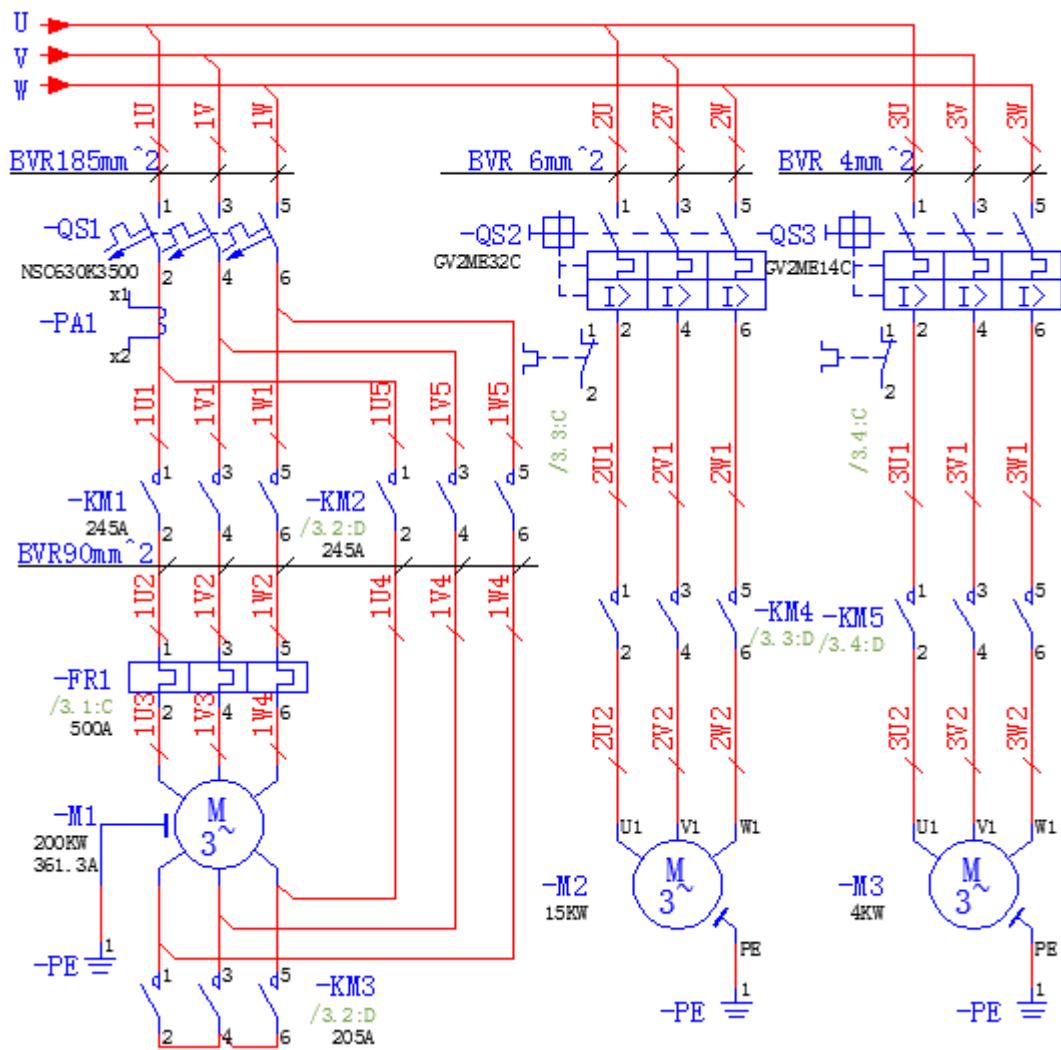 U
V
W
1U 1V 1W 2U 2V 2W 3U 3V 3W
BVR185mm^2 BVR 6mm^2 BVR 4mm^2
1 3 5 1 3 5 1 3 5
-QS1 -QS2 -QS3
NSO630K3500 GV2ME32C GV2ME14C
2 4 6
I> I> I> I> I> I>
x1
-PA1
x2
2 4 6 2 4 6
1 1
2 2
/3.3:C /3.4:C
1U1 1V1 1W1 1U5 1V5 1W5
2U1 2V1 2W1 3U1 3V1 3W1
1 3 5 1 3 5
-KM1 -KM2
/3.2:D
245A 245A
2 4 6 2 4 6
BVR90mm^2
1U2 1V2 1W2 1U4 1V4 1W4
1 3 5 1 3 5
-KM4 -KM5
/3.3:D /3.4:D
2 4 6 2 4 6
1 3 5
-FR1
/3.1:C
500A
2 4 6
1U3 1V3 1W4
2U2 2V2 2W2 3U2 3V2 3W2
-M1
200KW
361.3A
M
3~
U1 V1 W1 U1 V1 W1
-M2
15KW
M
3~
-M3
4KW
M
3~
PE PE
1
-PE
1
-PE
1
-PE
1 3 5
-KM3
/3.2:D
205A
2 4 6